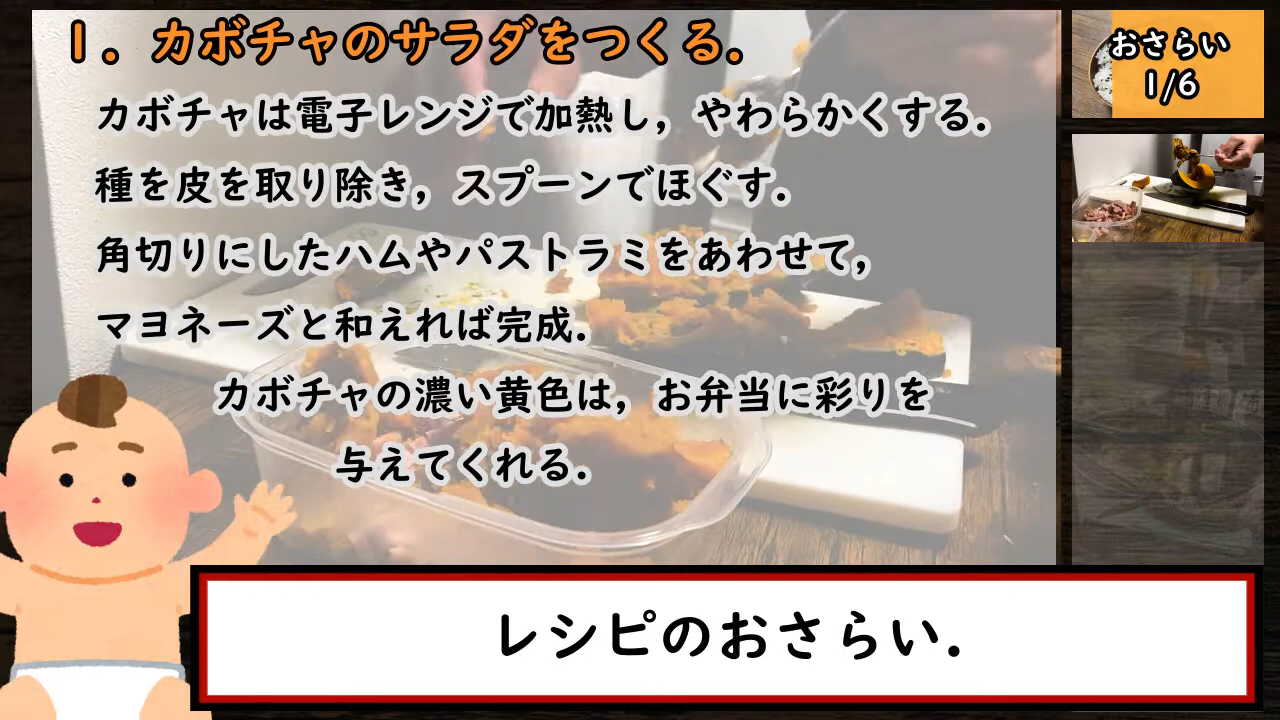 1．カボチャのサラダをつくる．
カボチャは電子レンジで加熱し，やわらかくする．
種を皮を取り除き，スプーンでほぐす．
角切りにしたハムやパストラミをあわせて，
マヨネーズと和えれば完成．
カボチャの濃い黄色は，お弁当に彩りを
与えてくれる．
おさらい
1/6
レシピのおさらい．